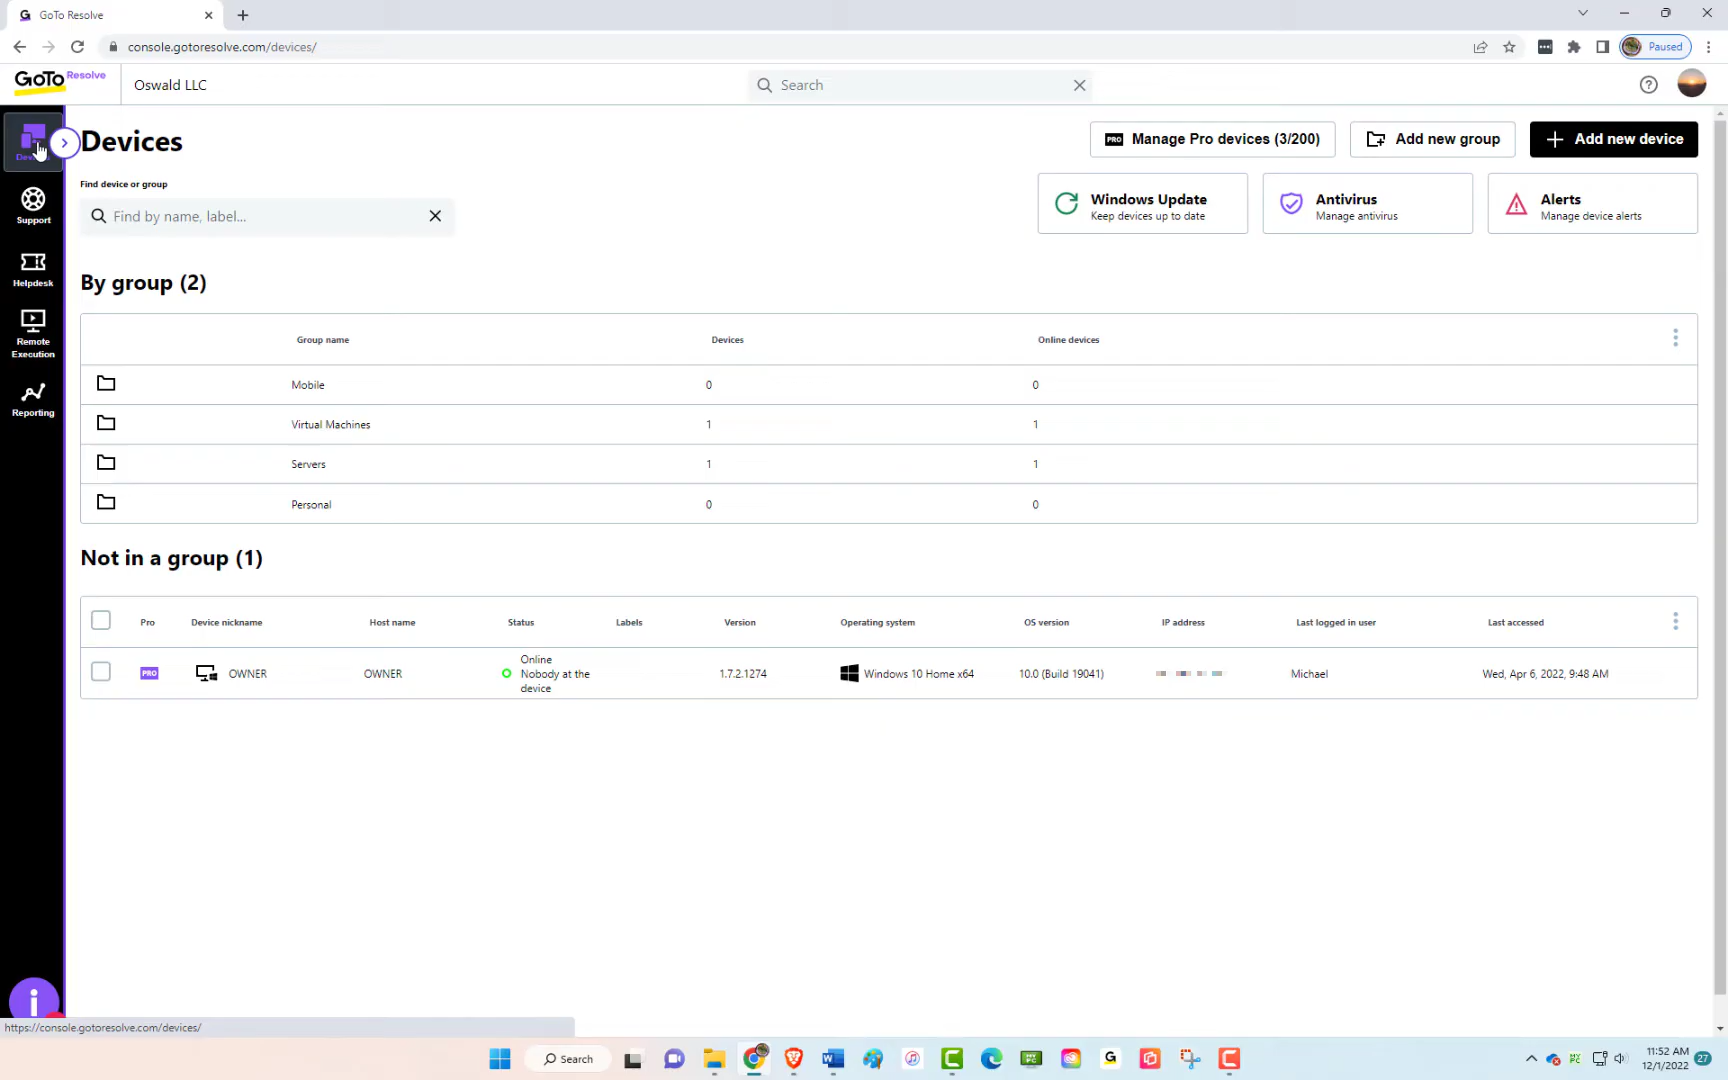 GoTo Resolve
console.gotoresolve.com/devices/
Paused
GoTo Resolve
Oswald LLC
Search
Devices
Support
Helpdesk
Remote
Execution
Reporting
Devices
Manage Pro devices (3/200)
Add new group
Add new device
Find device or group
Find by name, label...
Windows Update
Keep devices up to date
Antivirus
Manage antivirus
Alerts
Manage device alerts
By group (2)
Group name Devices Online devices
Mobile 0 0
Virtual Machines 1 1
Servers 1 1
Personal 0 0
Not in a group (1)
Pro Device nickname Host name Status Labels Version Operating system OS version IP address Last logged in user Last accessed
PRO OWNER OWNER Online
Nobody at the
device
1.7.2.1274 Windows 10 Home x64 10.0 (Build 19041) Michael Wed, Apr 6, 2022, 9:48 AM
https://console.gotoresolve.com/devices/
Search
11:52 AM
12/1/2022
27